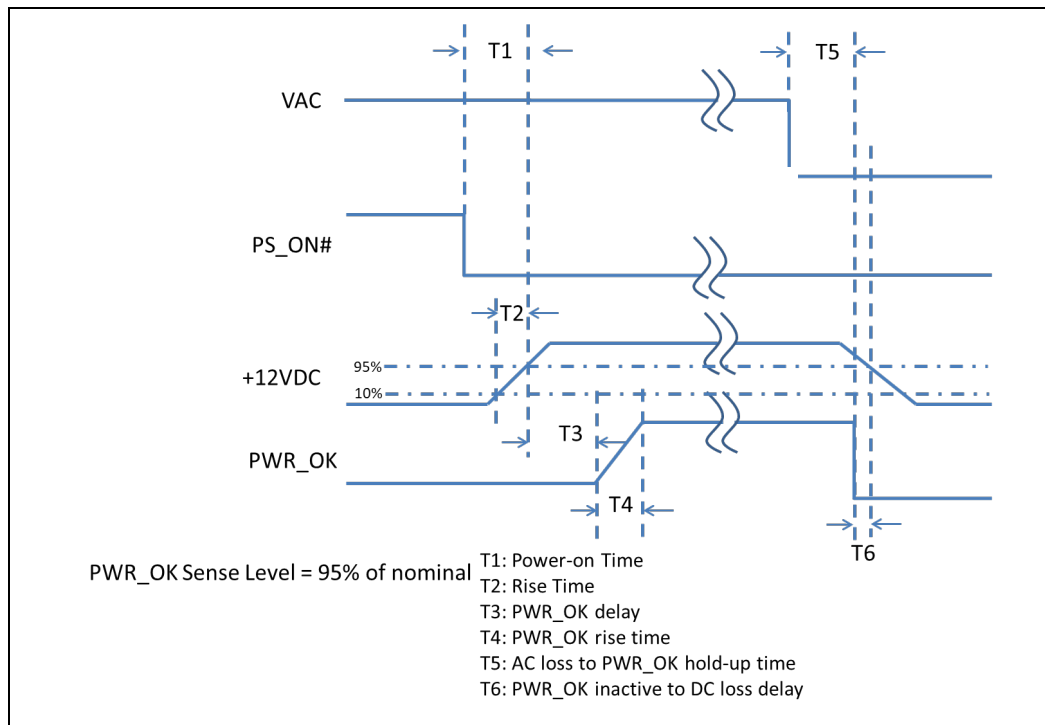 T1
T5
VAC
PS_ON#
T2
95%
+12VDC
10%
T3
PWR_OK
T4
T6
PWR_OK Sense Level = 95% of nominal
T1: Power-on Time
T2: Rise Time
T3: PWR_OK delay
T4: PWR_OK rise time
T5: AC loss to PWR_OK hold-up time
T6: PWR_OK inactive to DC loss delay